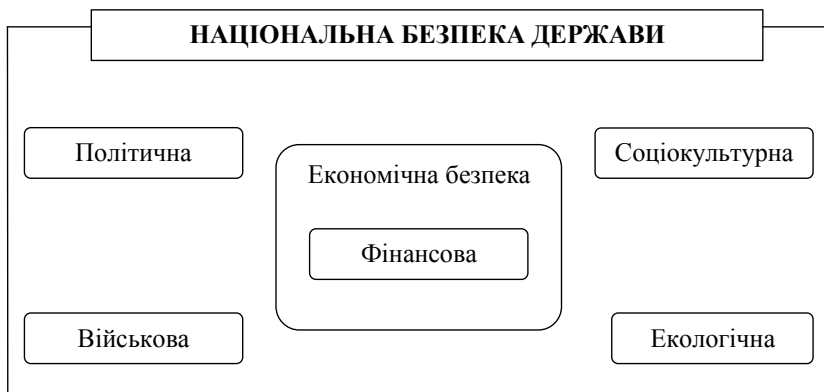 НАЦІОНАЛЬНА БЕЗПЕКА ДЕРЖАВИ
Політична
Соціокультурна
Економічна безпека
Фінансова
Військова
Екологічна